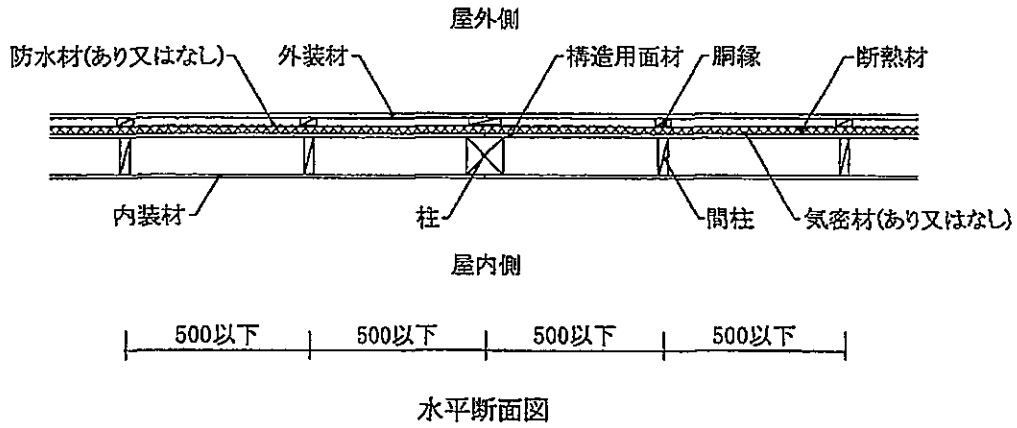 屋外側
防水材(あり又はなし) 外装材 構造用面材 胴縁 断熱材
内装材 柱 間柱 気密材(あり又はなし)
屋内側
500以下 500以下 500以下 500以下
水平断面図